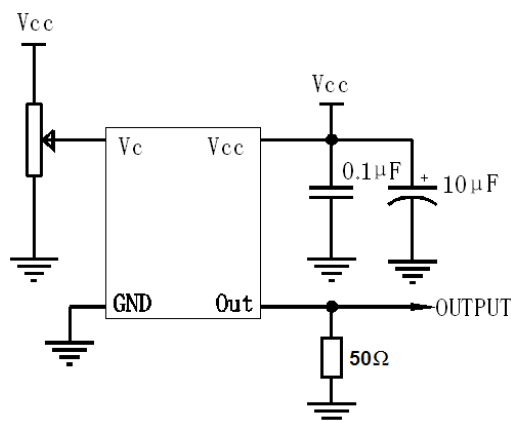 Vcc
Vcc
Vc
Vcc
0.1μF
+
10μF
GND
Out
OUTPUT
50Ω